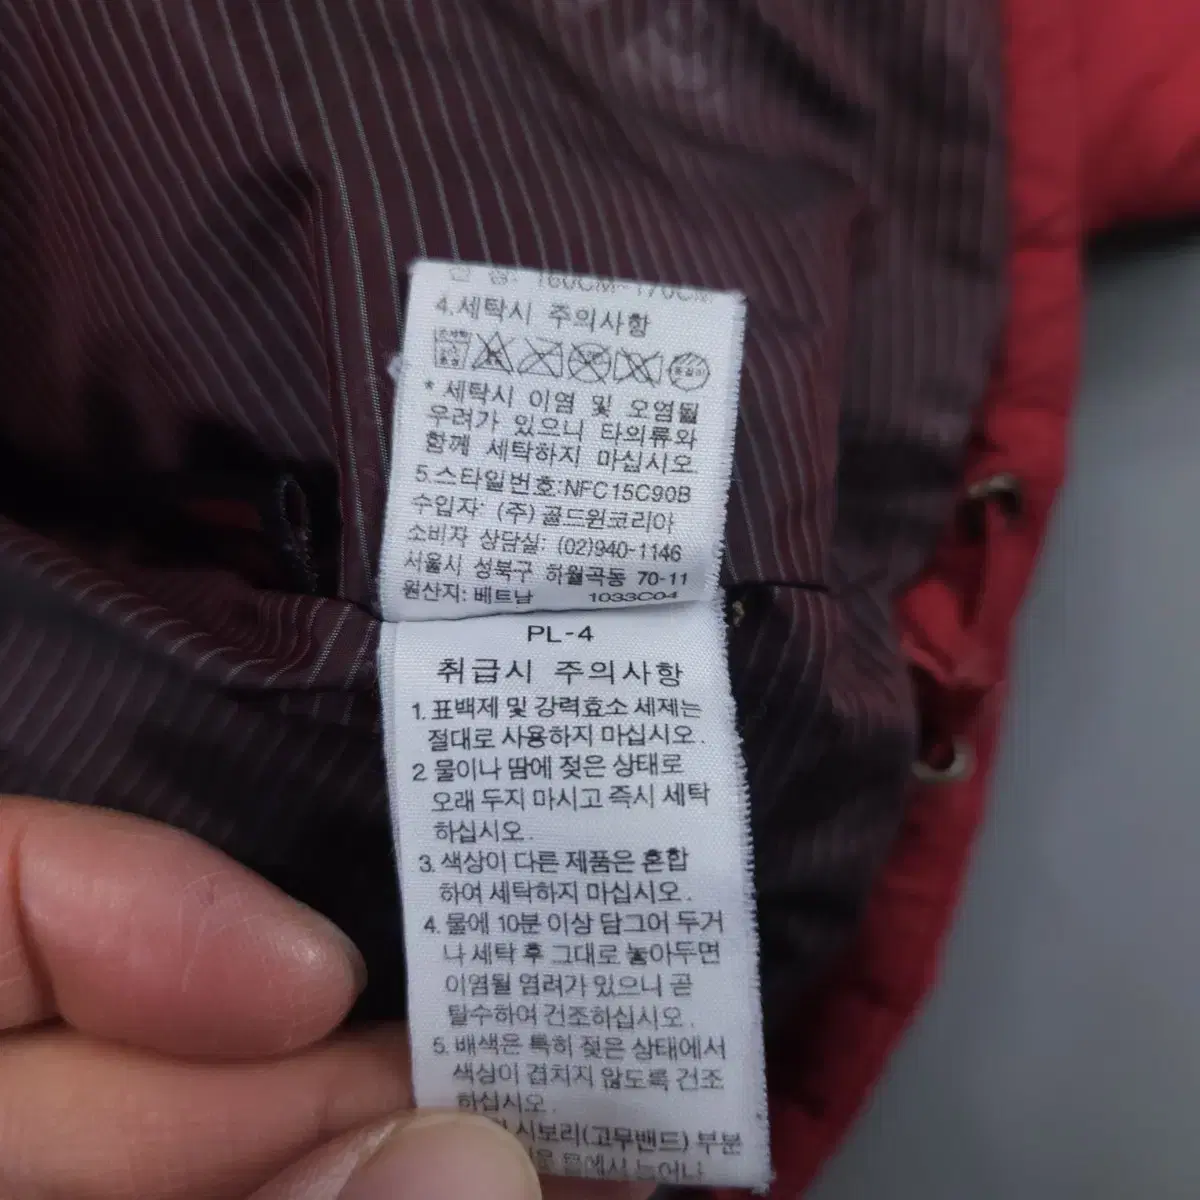 160CM~170CM
4.세탁시 주의사항
* 세탁시 이염 및 오염될
우려가 있으니 타의류와
함께 세탁하지 마십시오
5.스타일번호:NFC15C90B
수입자: (주) 골드윈코리아
소비자 상담실: (02)940-1146
서울시 성북구 하월곡동 70-11
원산지: 베트남 1033C04
PL-4
취급시 주의사항
1. 표백제 및 강력효소 세제는
절대로 사용하지 마십시오.
2 물이나 땀에 젖은 상태로
오래 두지 마시고 즉시 세탁
하십시오.
3. 색상이 다른 제품은 혼합
하여 세탁하지 마십시오.
4. 물에 10분 이상 담그어 두거
나 세탁 후 그대로 놓아두면
이염될 염려가 있으니 곧
탈수하여 건조하십시오.
5. 배색은 특히 젖은 상태에서
색상이 겹치지 않도록 건조
하십시오.
시보리(고무밴드) 부분